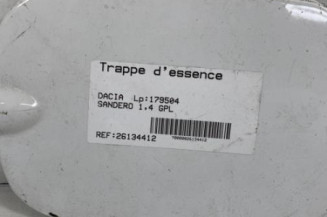 Trappe d'essence
DACIA Lp:179504
SANDERO 1.4 GPL
REF:26134412